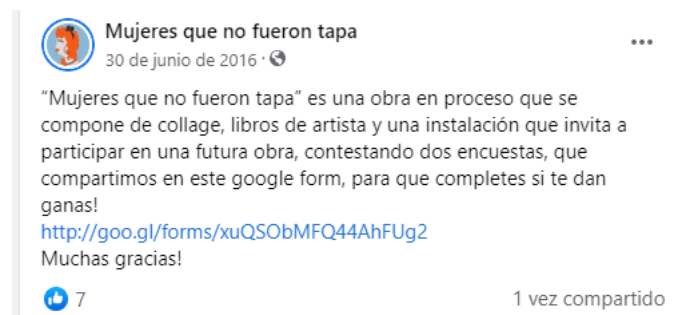 Mujeres que no fueron tapa
30 de junio de 2016 ·
“Mujeres que no fueron tapa” es una obra en proceso que se
compone de collage, libros de artista y una instalación que invita a
participar en una futura obra, contestando dos encuestas, que
compartimos en este google form, para que completes si te dan
ganas!
http://goo.gl/forms/xuQSObMFQ44AhFUg2
Muchas gracias!
7 1 vez compartido